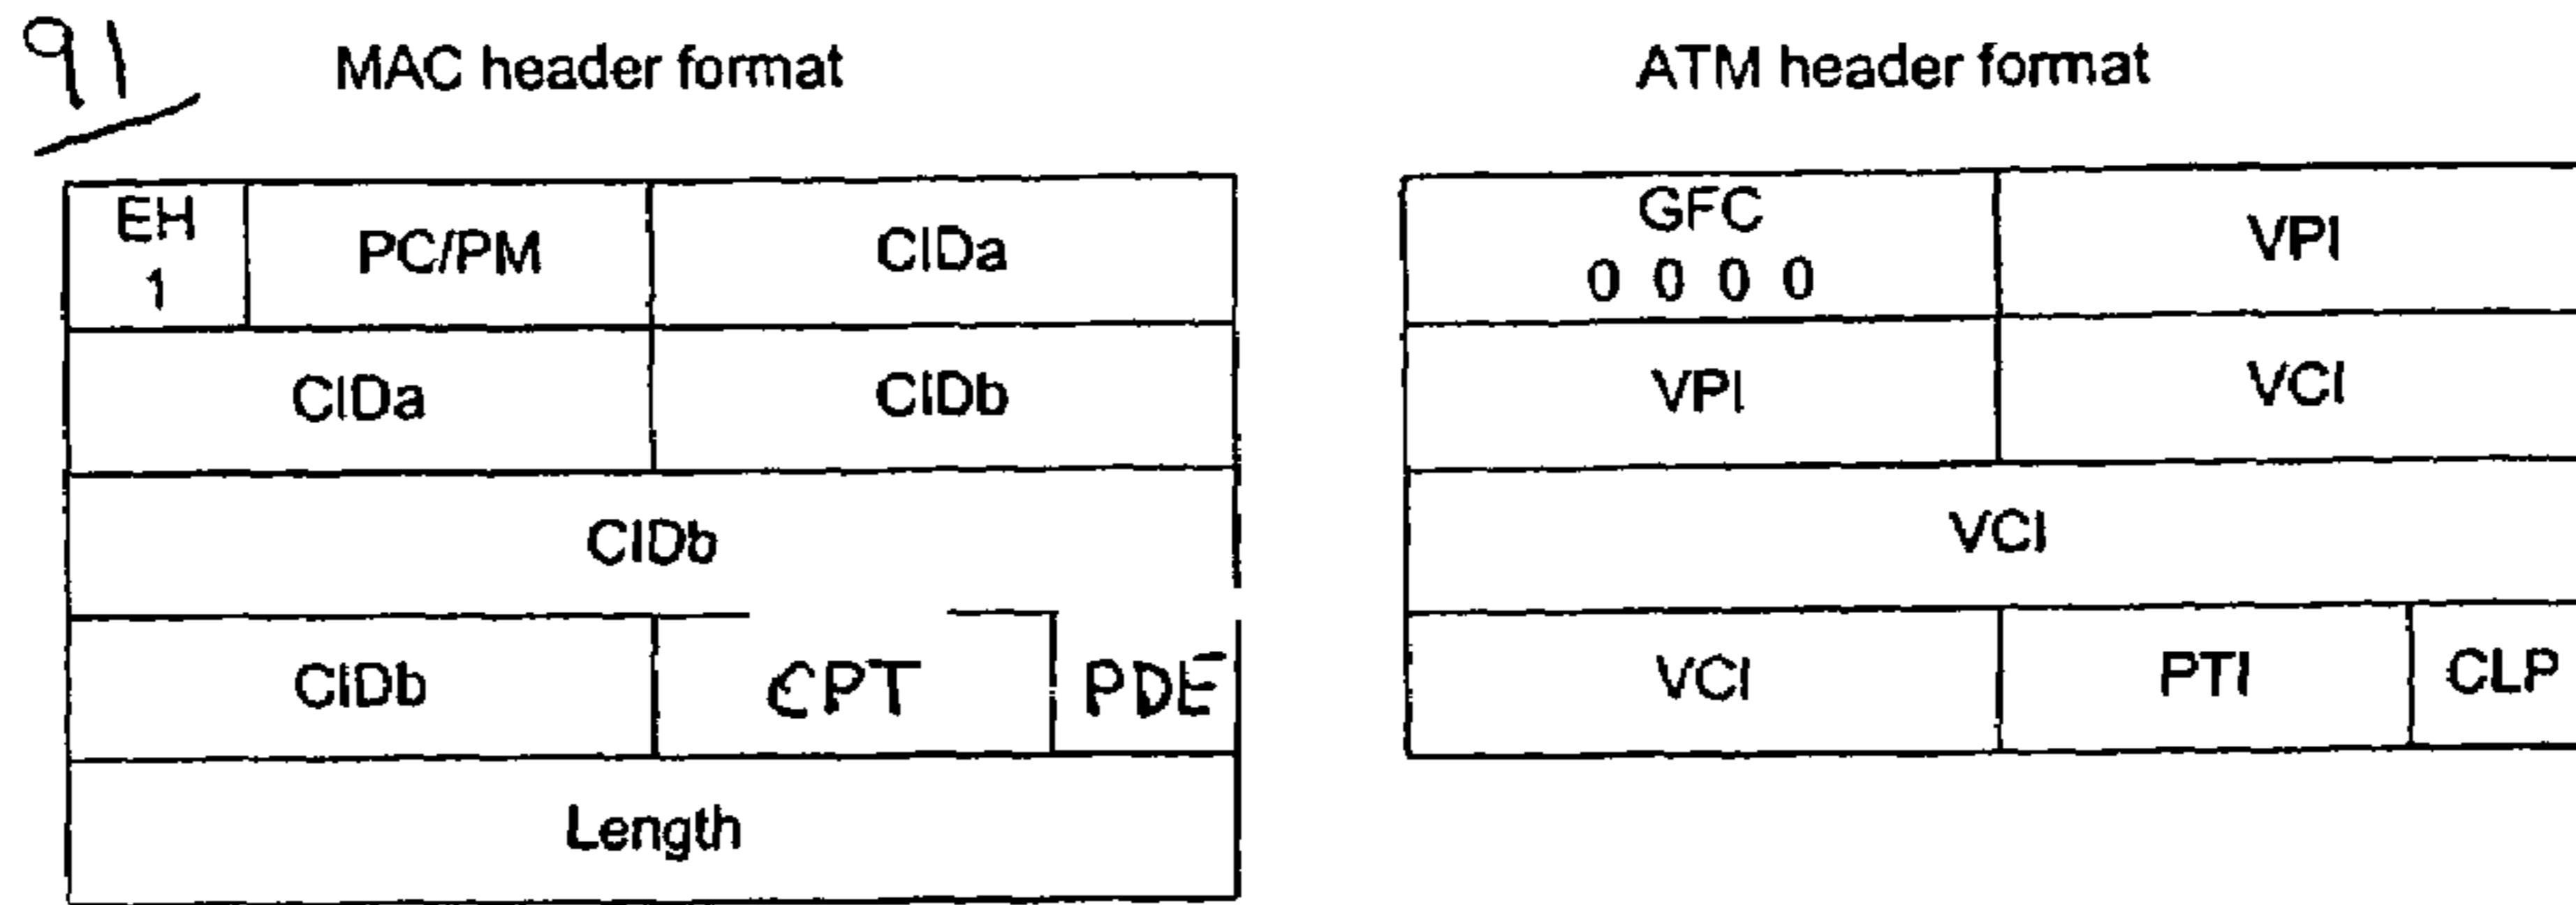 91
MAC header format
EH
1
PC/PM
CIDa
CIDa
CIDb
CIDb
CIDb
CPT
PDE
Length
ATM header format
GFC
0 0 0 0
VPI
VPI
VCI
VCI
VCI
PTI
CLP